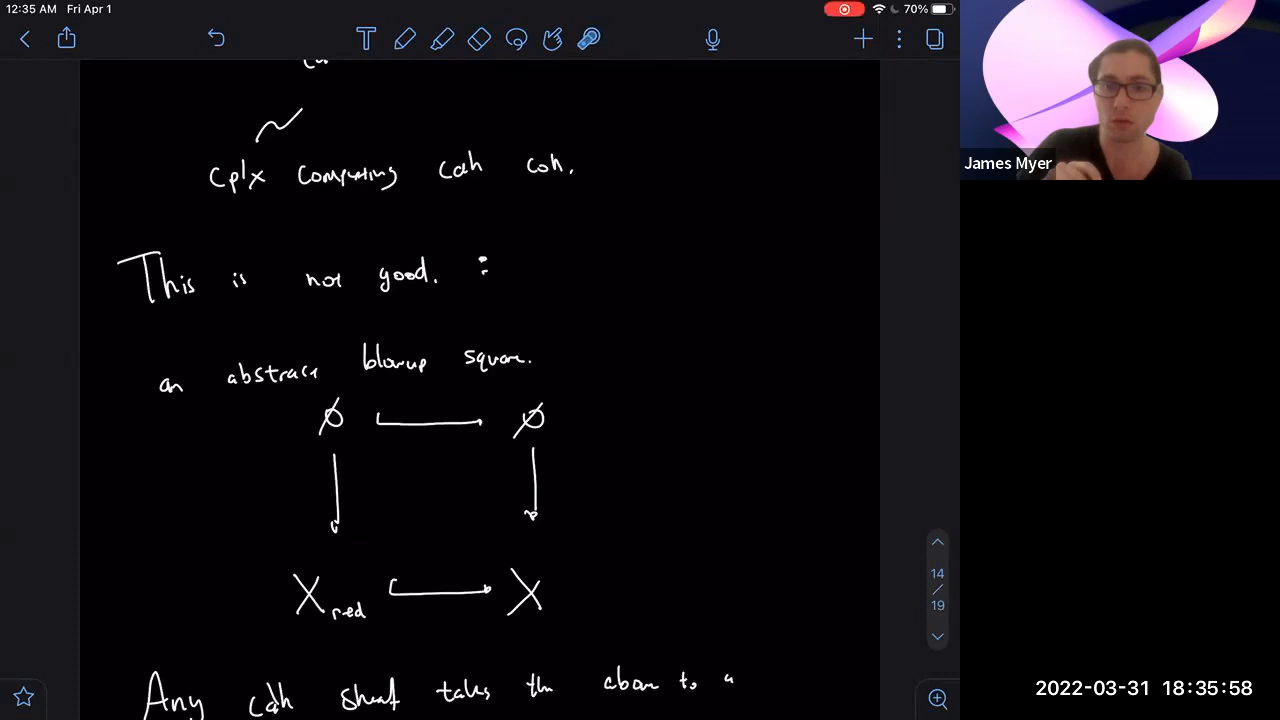 12:35 AM Fri Apr 1
70%
cplx computing cdh coh.
This is not good. :
an abstract blowup square.
∅ ∅
X_red X
Any cdh sheaf takes the above to a
14
19
James Myer
2022-03-31 18:35:58